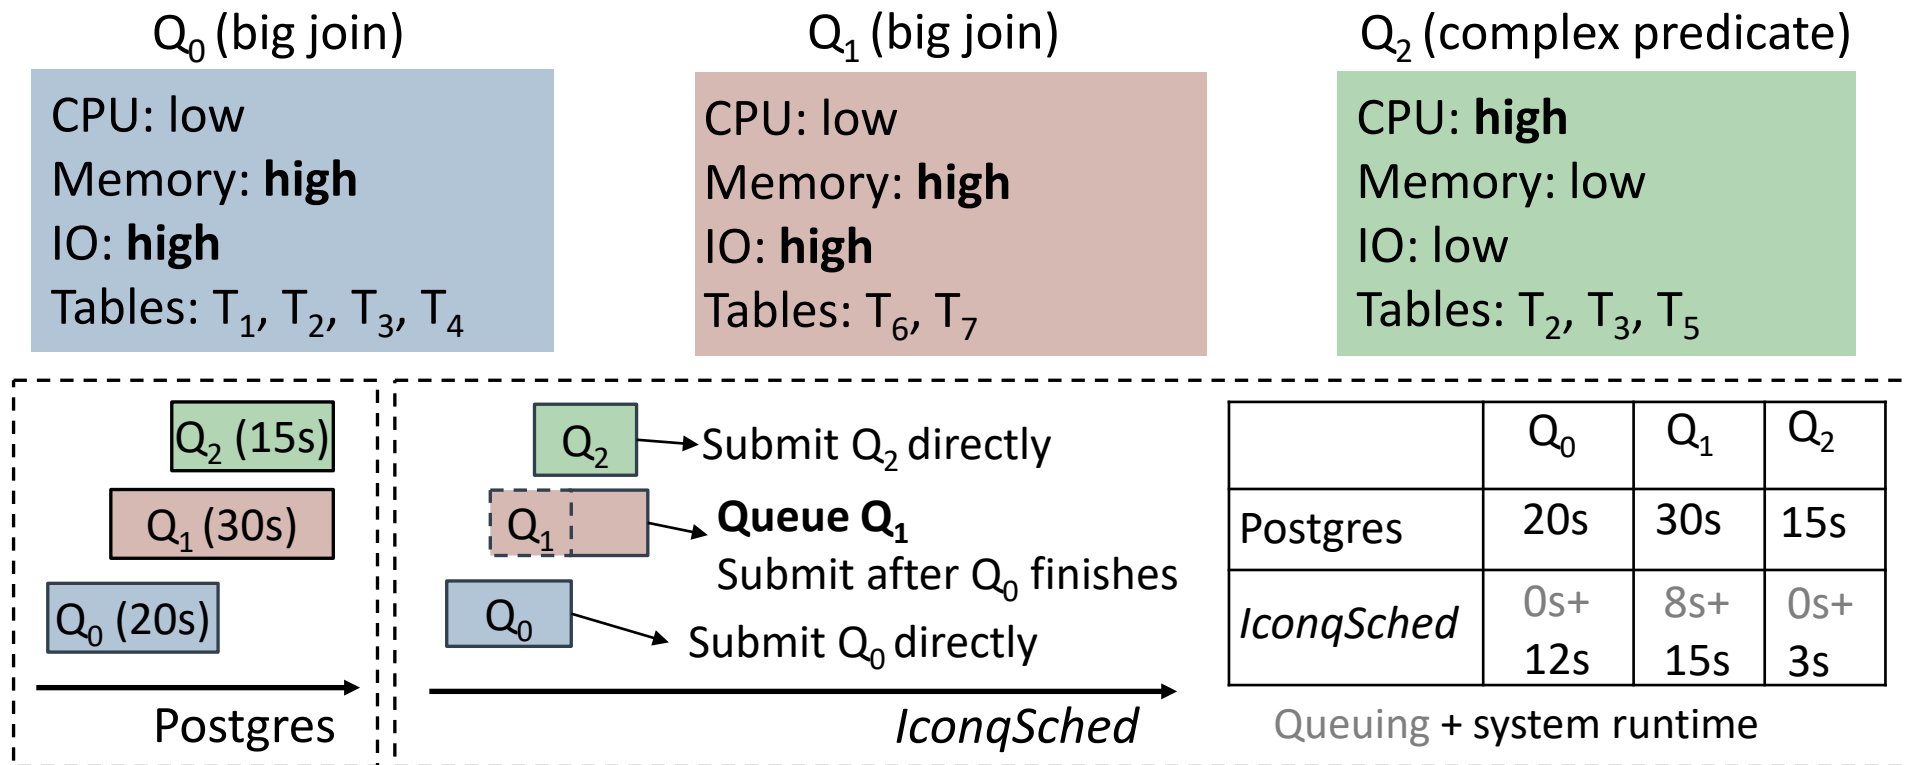 Q0 (big join)
CPU: low
Memory: high
IO: high
Tables: T1, T2, T3, T4
Q1 (big join)
CPU: low
Memory: high
IO: high
Tables: T6, T7
Q2 (complex predicate)
CPU: high
Memory: low
IO: low
Tables: T2, T3, T5
Q2 (15s)
Q1 (30s)
Q0 (20s)
Postgres
Q2
Submit Q2 directly
Q1
Queue Q1
Submit after Q0 finishes
Q0
Submit Q0 directly
IconqSched
Q0 Q1 Q2
Postgres 20s 30s 15s
IconqSched 0s+ 8s+ 0s+
12s 15s 3s
Queuing + system runtime